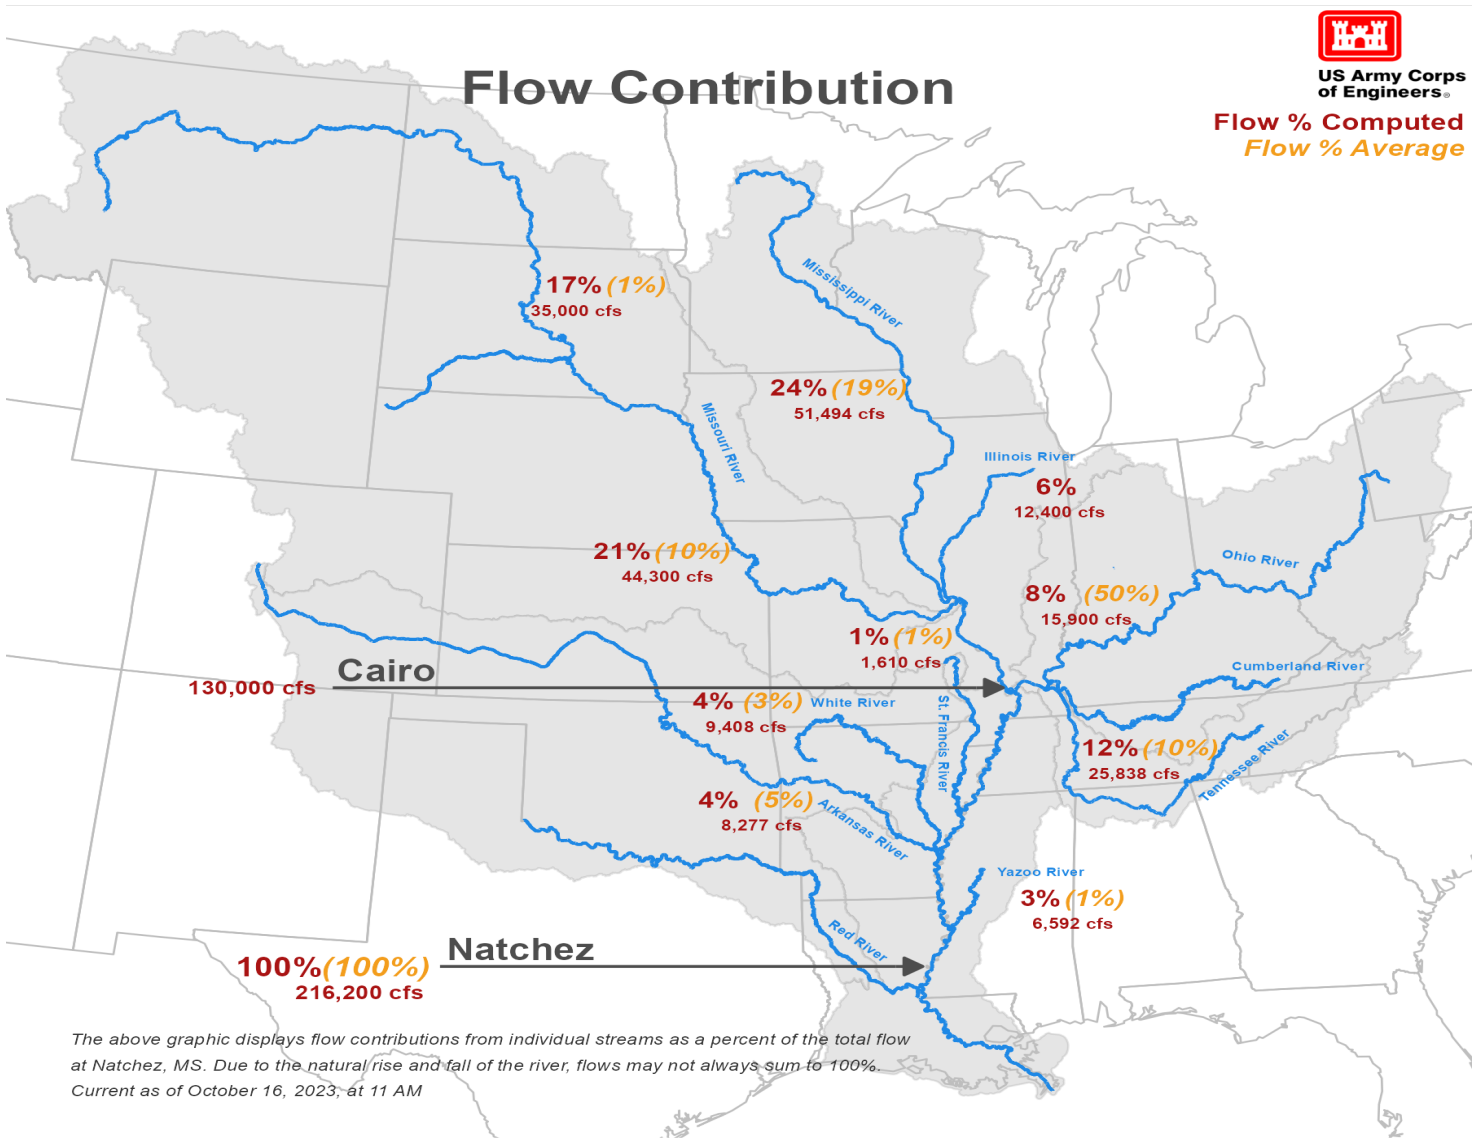 Flow Contribution
US Army Corps
of Engineers®
Flow % Computed
Flow % Average
17% (1%)
35,000 cfs
Mississippi River
24% (19%)
51,494 cfs
Missouri River
Illinois River
6%
12,400 cfs
21% (10%)
44,300 cfs
Ohio River
8% (50%)
15,900 cfs
1% (1%)
1,610 cfs
Cumberland River
Cairo
130,000 cfs
4% (3%)
9,408 cfs
White River
St. Francis River
12% (10%)
25,838 cfs
Tennessee River
4% (5%)
8,277 cfs
Arkansas River
Yazoo River
3% (1%)
6,592 cfs
Red River
Natchez
100% (100%)
216,200 cfs
The above graphic displays flow contributions from individual streams as a percent of the total flow
at Natchez, MS. Due to the natural rise and fall of the river, flows may not always sum to 100%.
Current as of October 16, 2023, at 11 AM